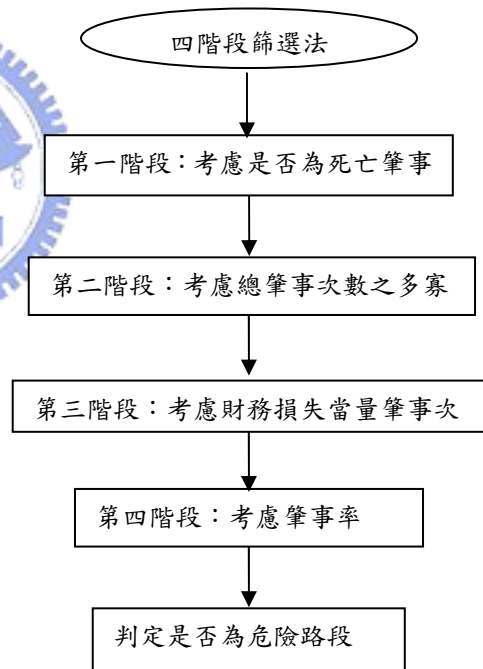 四階段篩選法
第一階段：考慮是否為死亡肇事
第二階段：考慮總肇事次數之多寡
第三階段：考慮財務損失當量肇事次
第四階段：考慮肇事率
判定是否為危險路段